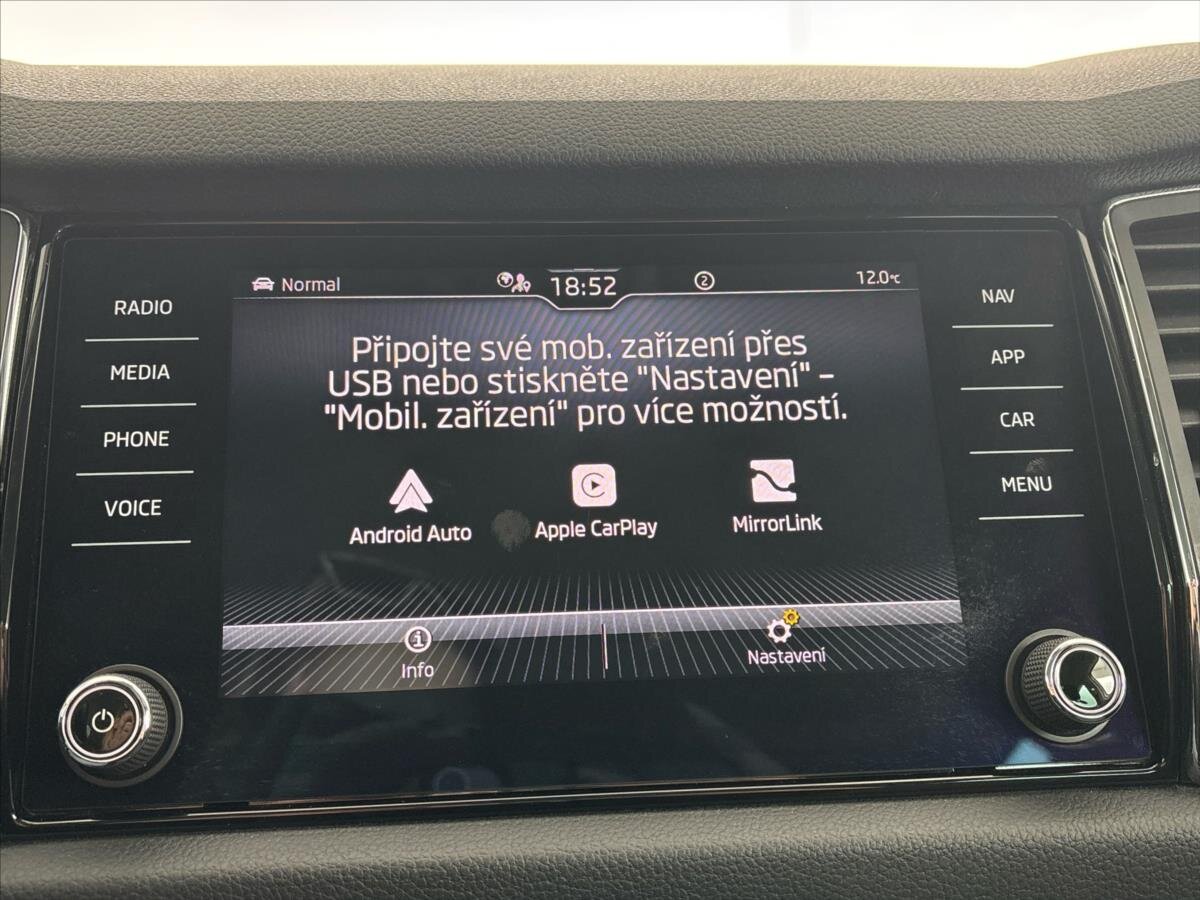 Normal
18:52
2
12.0°C
RADIO
MEDIA
PHONE
VOICE
Připojte své mob. zařízení přes
USB nebo stiskněte "Nastavení" –
"Mobil. zařízení" pro více možností.
Android Auto
Apple CarPlay
MirrorLink
Info
Nastavení
NAV
APP
CAR
MENU